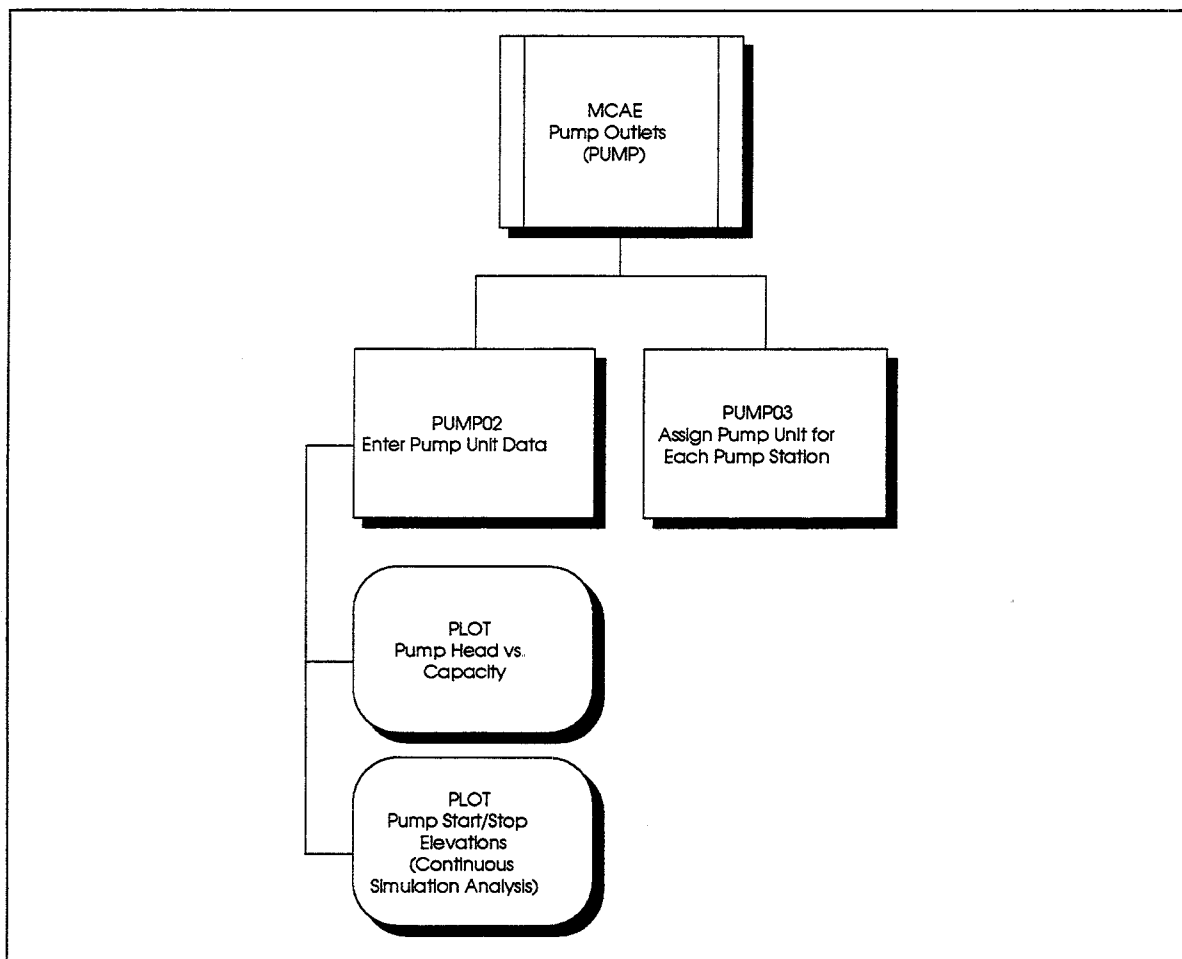 MCAE
Pump Outlets
(PUMP)
PUMP02
Enter Pump Unit Data
PUMP03
Assign Pump Unit for
Each Pump Station
PLOT
Pump Head vs.
Capacity
PLOT
Pump Start/Stop
Elevations
(Continuous
Simulation Analysis)